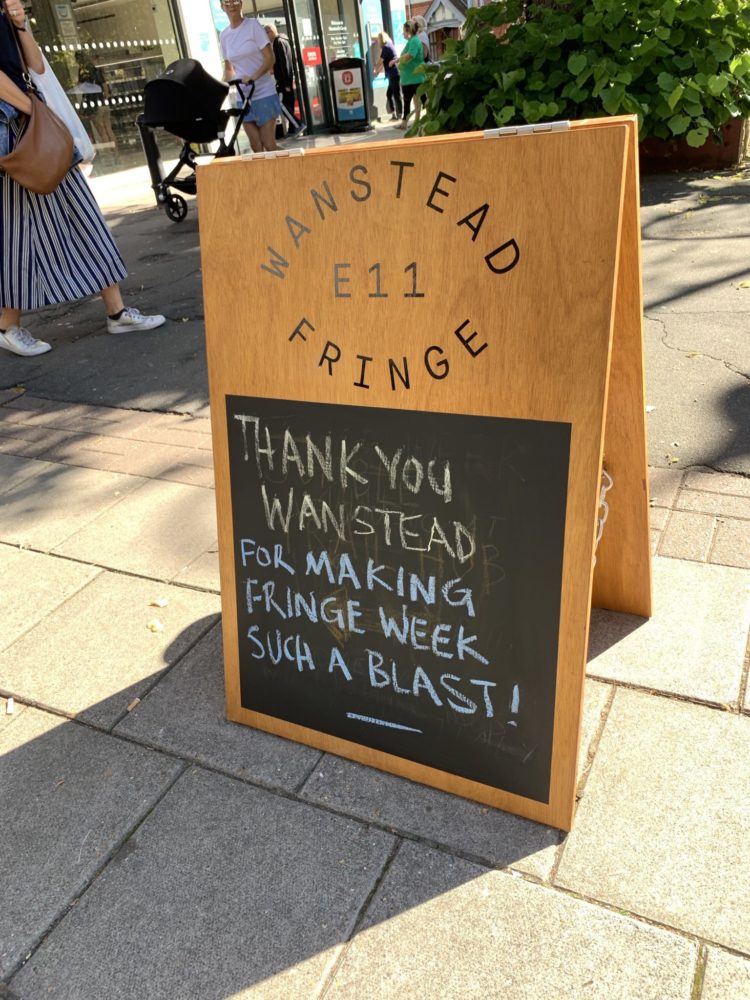 WANSTEAD
E11
FRINGE
THANK YOU
WANSTEAD
FOR MAKING
FRINGE WEEK
SUCH A BLAST!